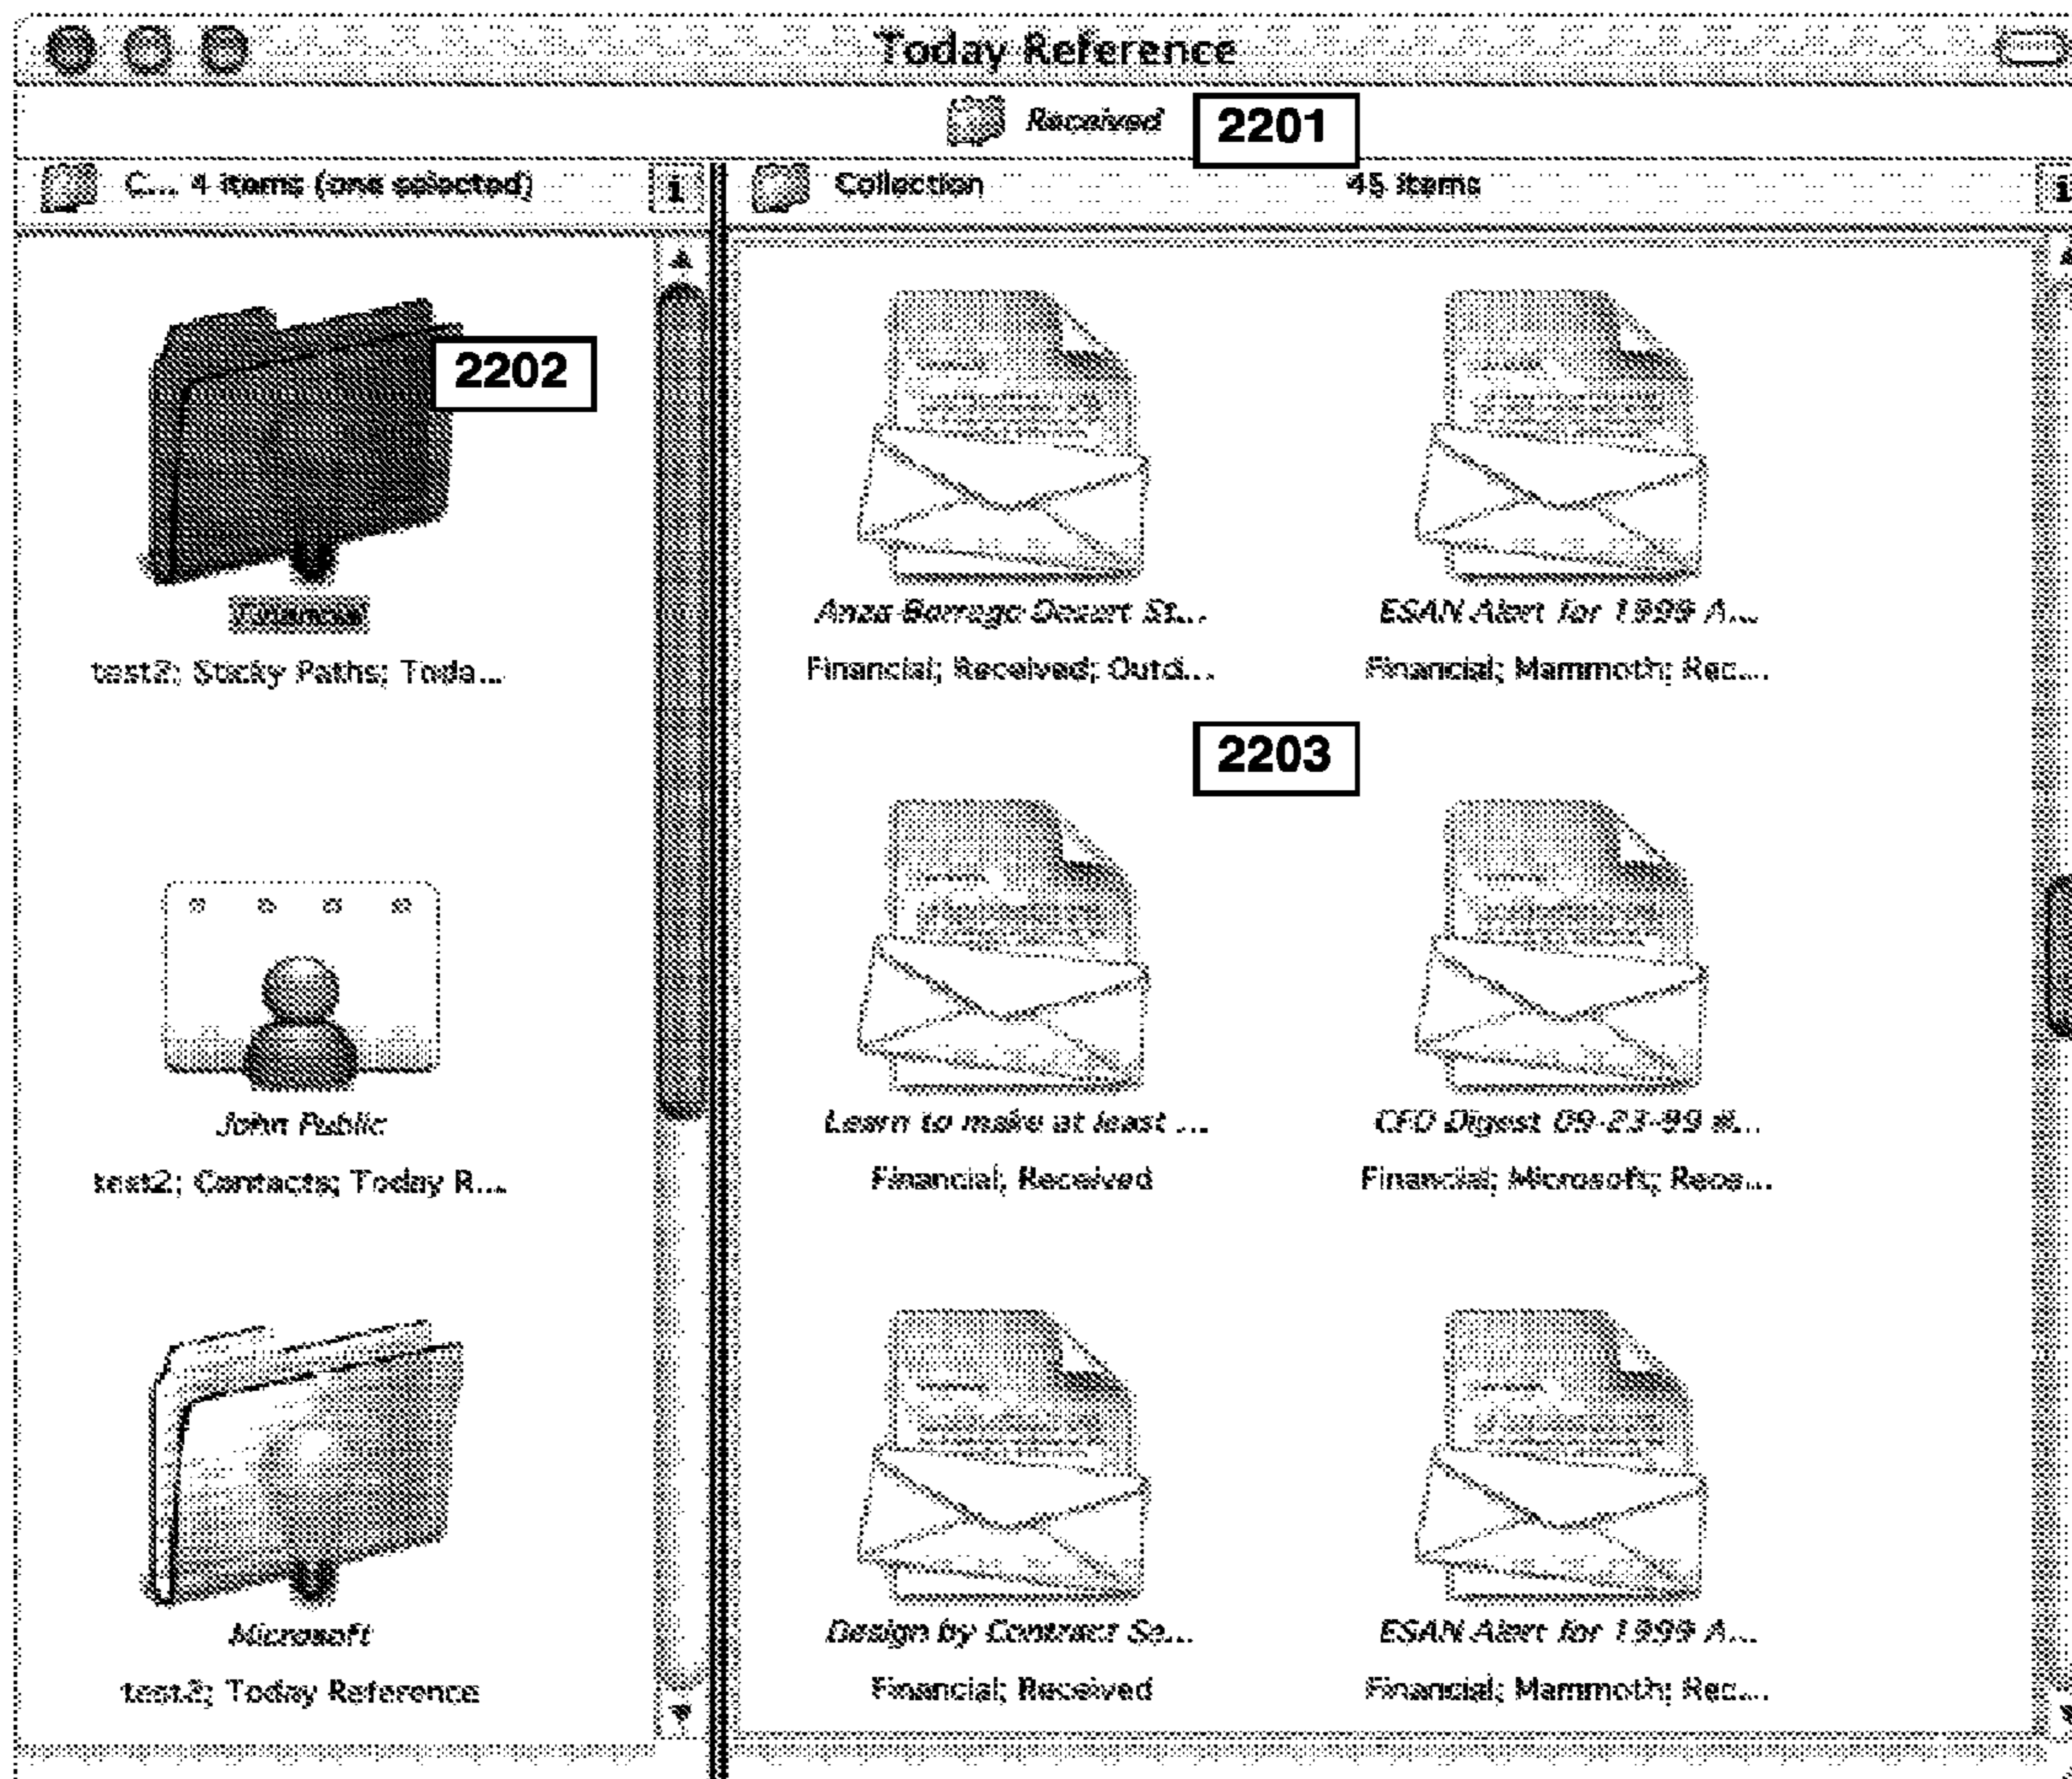 Today Reference
Received 2201
C... 4 items (one selected) i
Collection 45 items i
2202
Financial
test2; Sticky Paths; Toda...
John Public
test2; Contacts; Today R...
Microsoft
test2; Today Reference
Anza-Borrego Desert St...
Financial; Received; Outd...
ESAN Alert for 1999 A...
Financial; Mammoth; Rec...
2203
Learn to make at least ...
Financial; Received
CFO Digest 09-23-99 #...
Financial; Microsoft; Rece...
Design by Contract Se...
Financial; Received
ESAN Alert for 1999 A...
Financial; Mammoth; Rec...